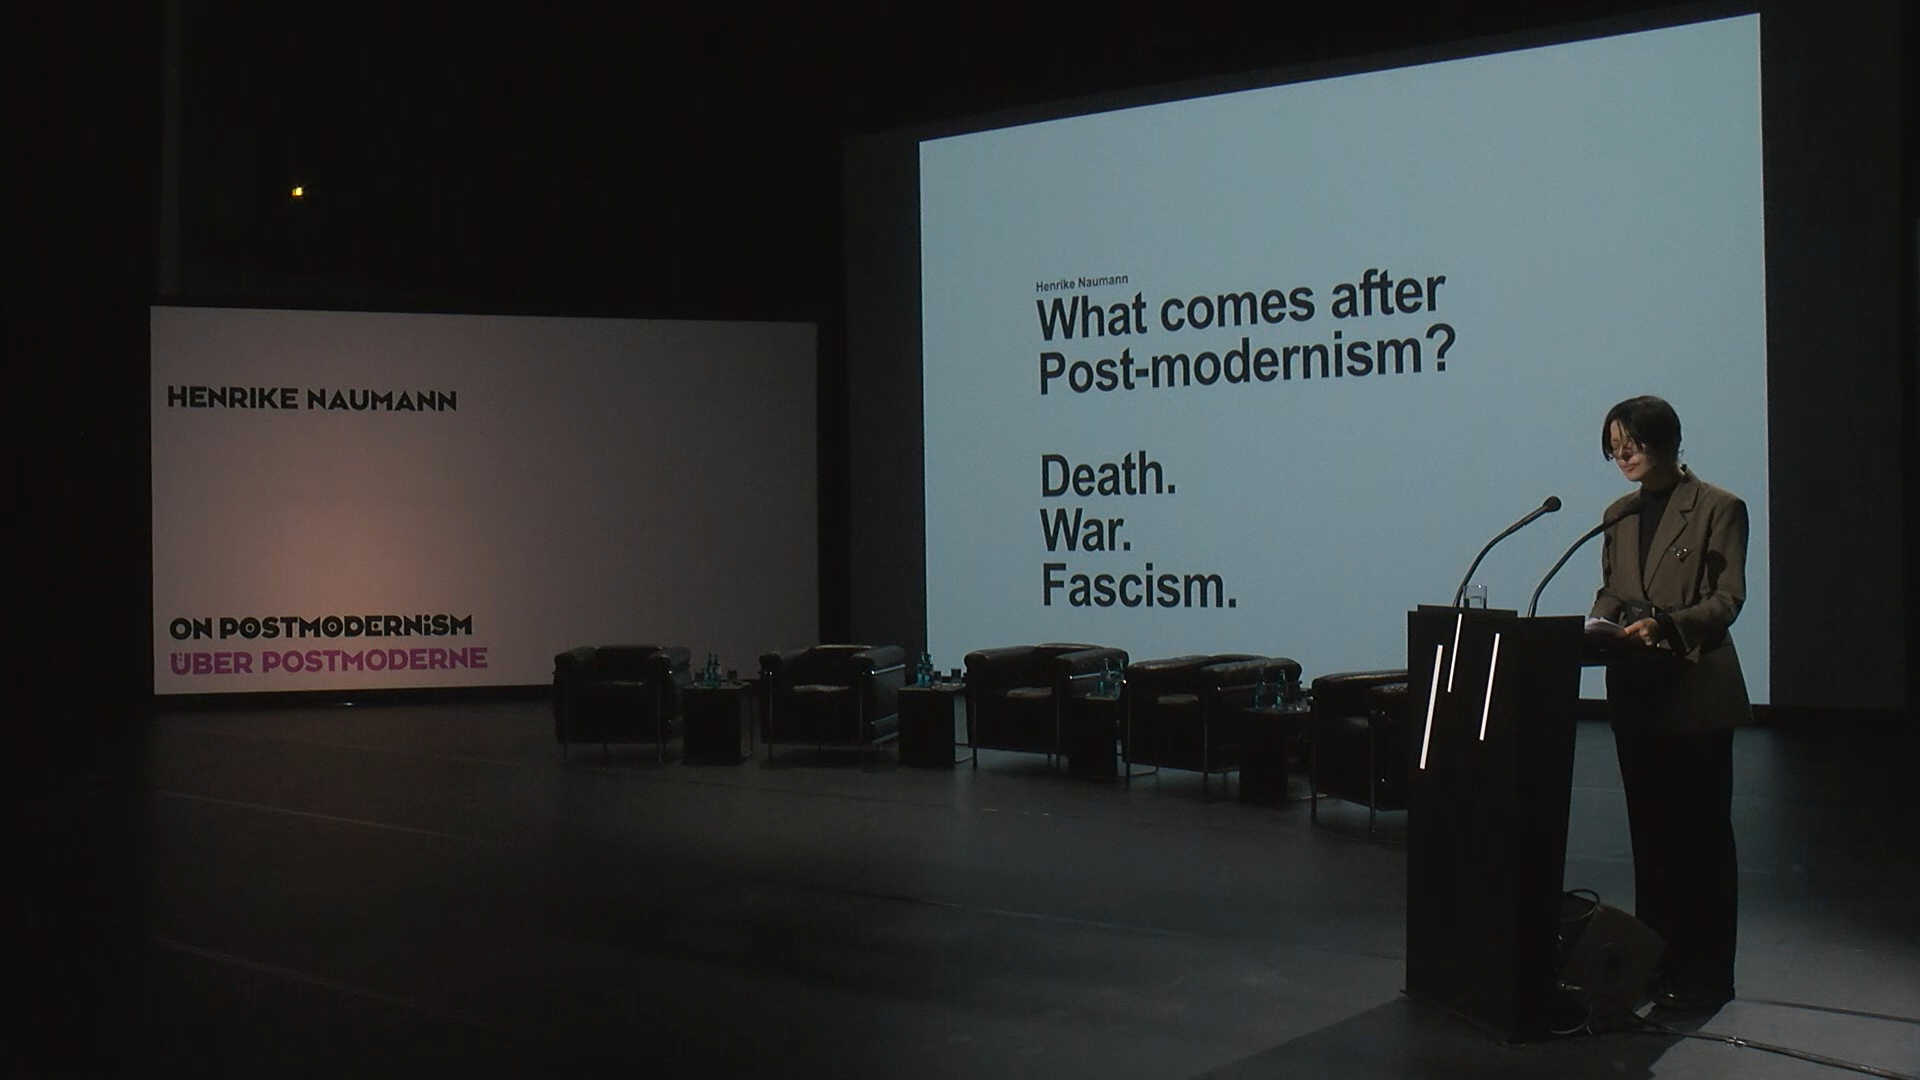 HENRIKE NAUMANN
ON POSTMODERNiSM
ÜBER POSTMODERNE
Henrike Naumann
What comes after
Post-modernism?
Death.
War.
Fascism.